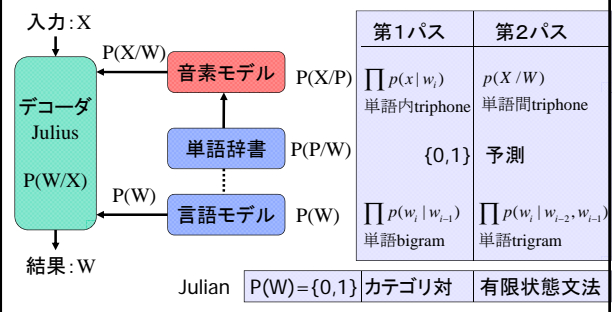 入力:X
P(X/W)
デコーダ
Julius
P(W/X)
P(W)
結果:W
音素モデル
P(X/P)
単語辞書
P(P/W)
言語モデル
P(W)
第1パス
第2パス
∏ p(x | w_i)
単語内triphone
p(X /W)
単語間triphone
{0,1}
予測
∏ p(w_i | w_{i-1})
単語bigram
∏ p(w_i | w_{i-2}, w_{i-1})
単語trigram
Julian
P(W)={0,1}
カテゴリ対
有限状態文法